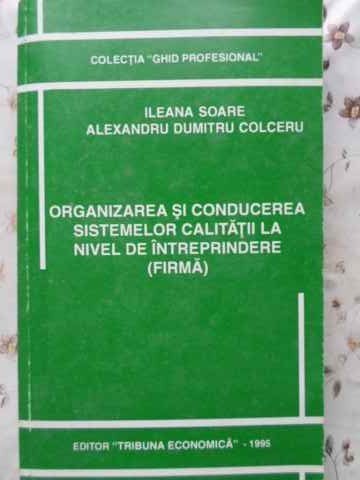 COLECȚIA "GHID PROFESIONAL"
ILEANA SOARE
ALEXANDRU DUMITRU COLCERU
ORGANIZAREA ȘI CONDUCEREA
SISTEMELOR CALITĂȚII LA
NIVEL DE ÎNTREPRINDERE
(FIRMĂ)
EDITOR "TRIBUNA ECONOMICĂ" - 1995